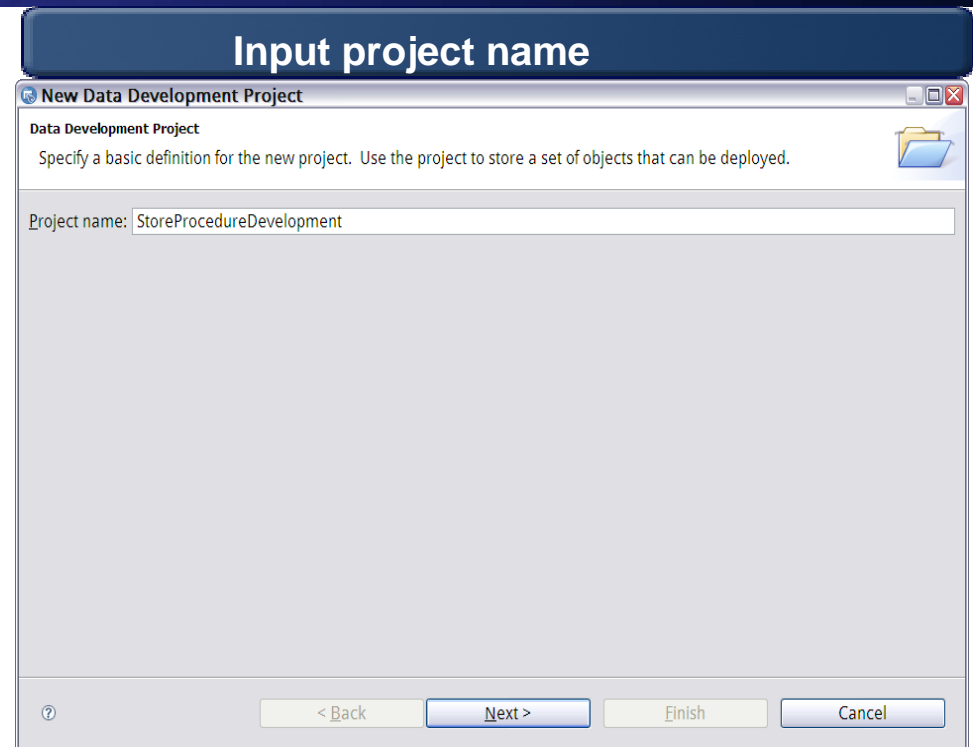 Input project name
New Data Development Project
Data Development Project
Specify a basic definition for the new project. Use the project to store a set of objects that can be deployed.
Project name: StoreProcedureDevelopment
< Back Next > Finish Cancel